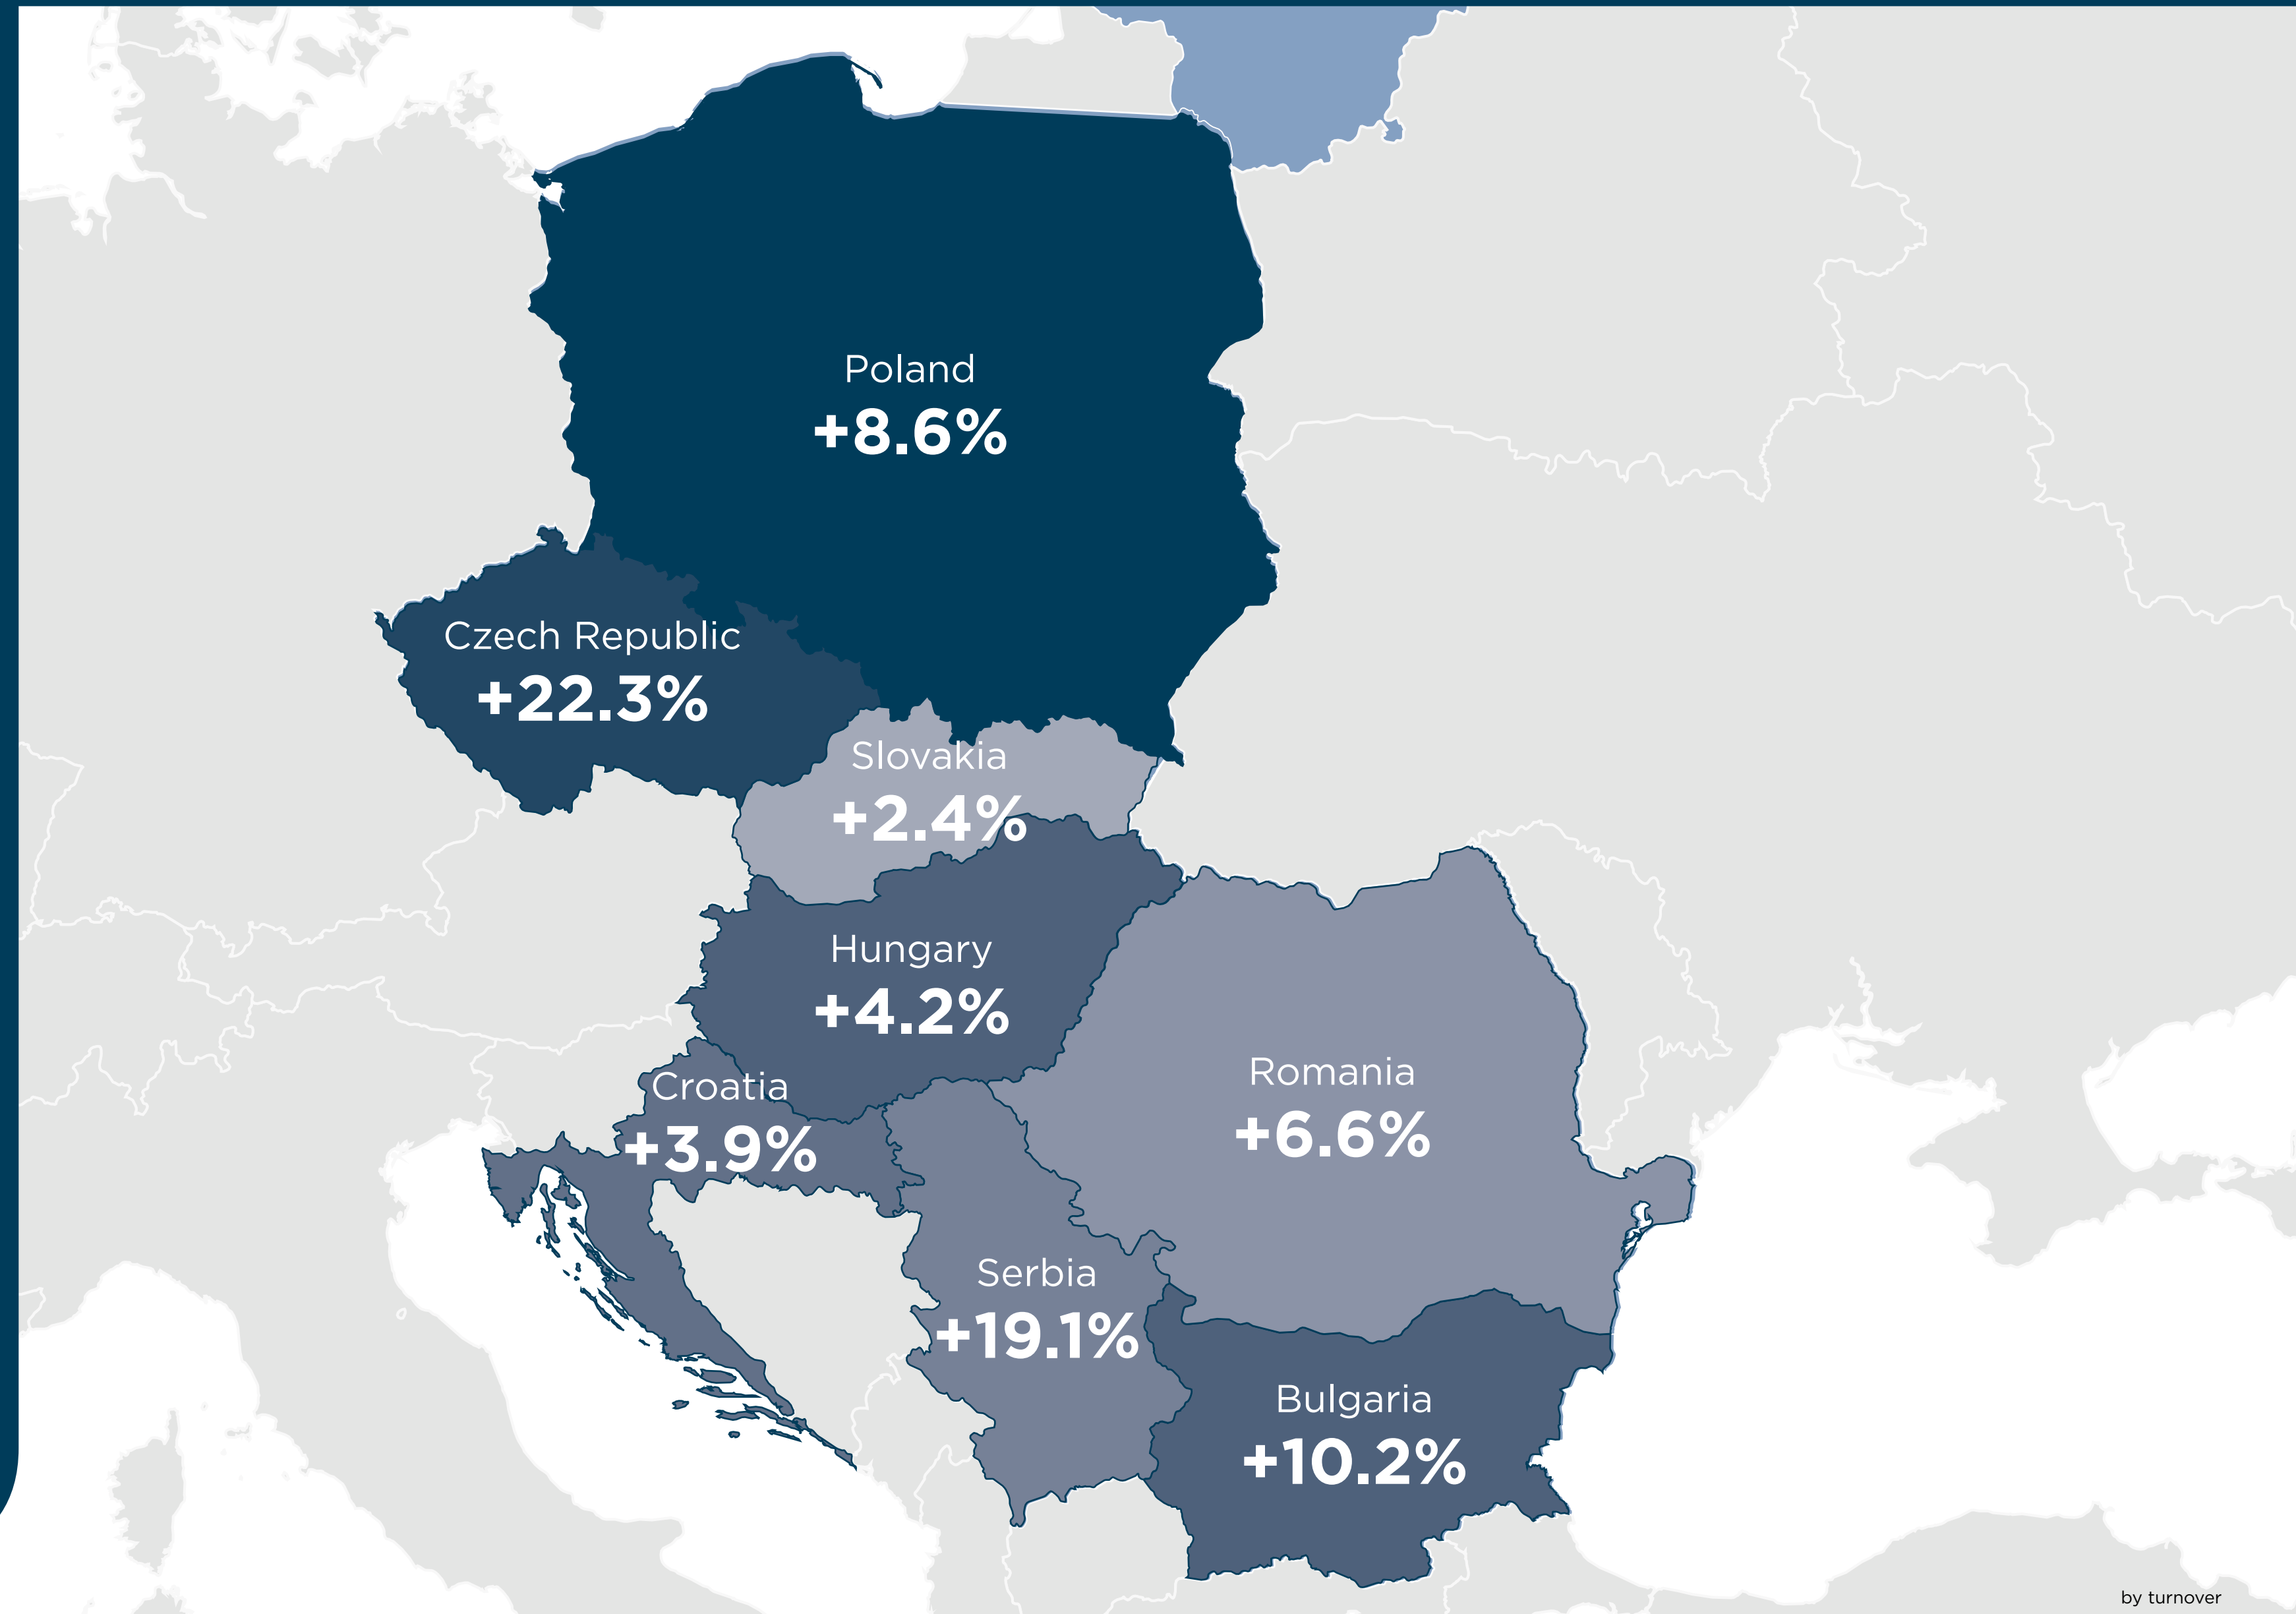 Poland
+8.6%
Czech Republic
+22.3%
Slovakia
+2.4%
Hungary
+4.2%
Croatia
+3.9%
Romania
+6.6%
Serbia
+19.1%
Bulgaria
+10.2%
by turnover